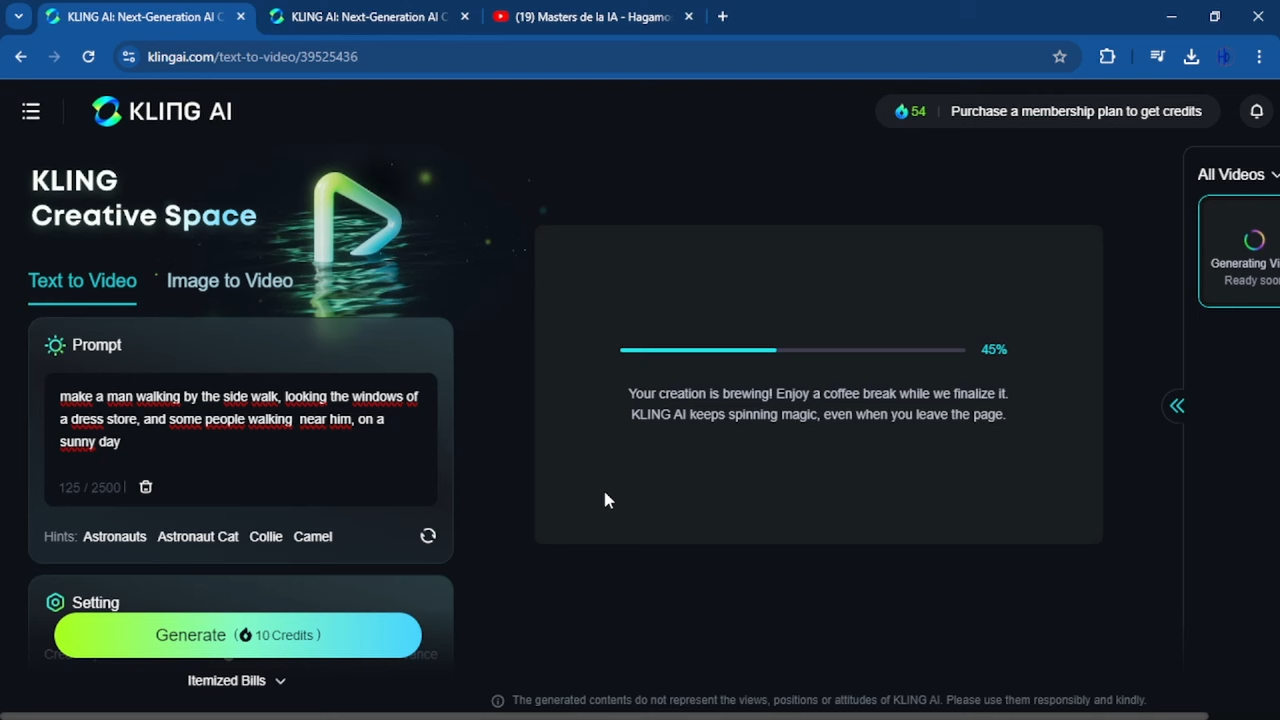 KLING AI: Next-Generation AI C
KLING AI: Next-Generation AI C
(19) Masters de la IA - Hagamo
klingai.com/text-to-video/39525436
KLING AI
54 | Purchase a membership plan to get credits
KLING
Creative Space
All Videos
Generating Vi
Ready soon
Text to Video
Image to Video
Prompt
make a man walking by the side walk, looking the windows of
a dress store, and some people walking near him, on a
sunny day
125 / 2500
Hints: Astronauts Astronaut Cat Collie Camel
45%
Your creation is brewing! Enjoy a coffee break while we finalize it.
KLING AI keeps spinning magic, even when you leave the page.
Setting
Generate ( 10 Credits )
Itemized Bills
The generated contents do not represent the views, positions or attitudes of KLING AI. Please use them responsibly and kindly.